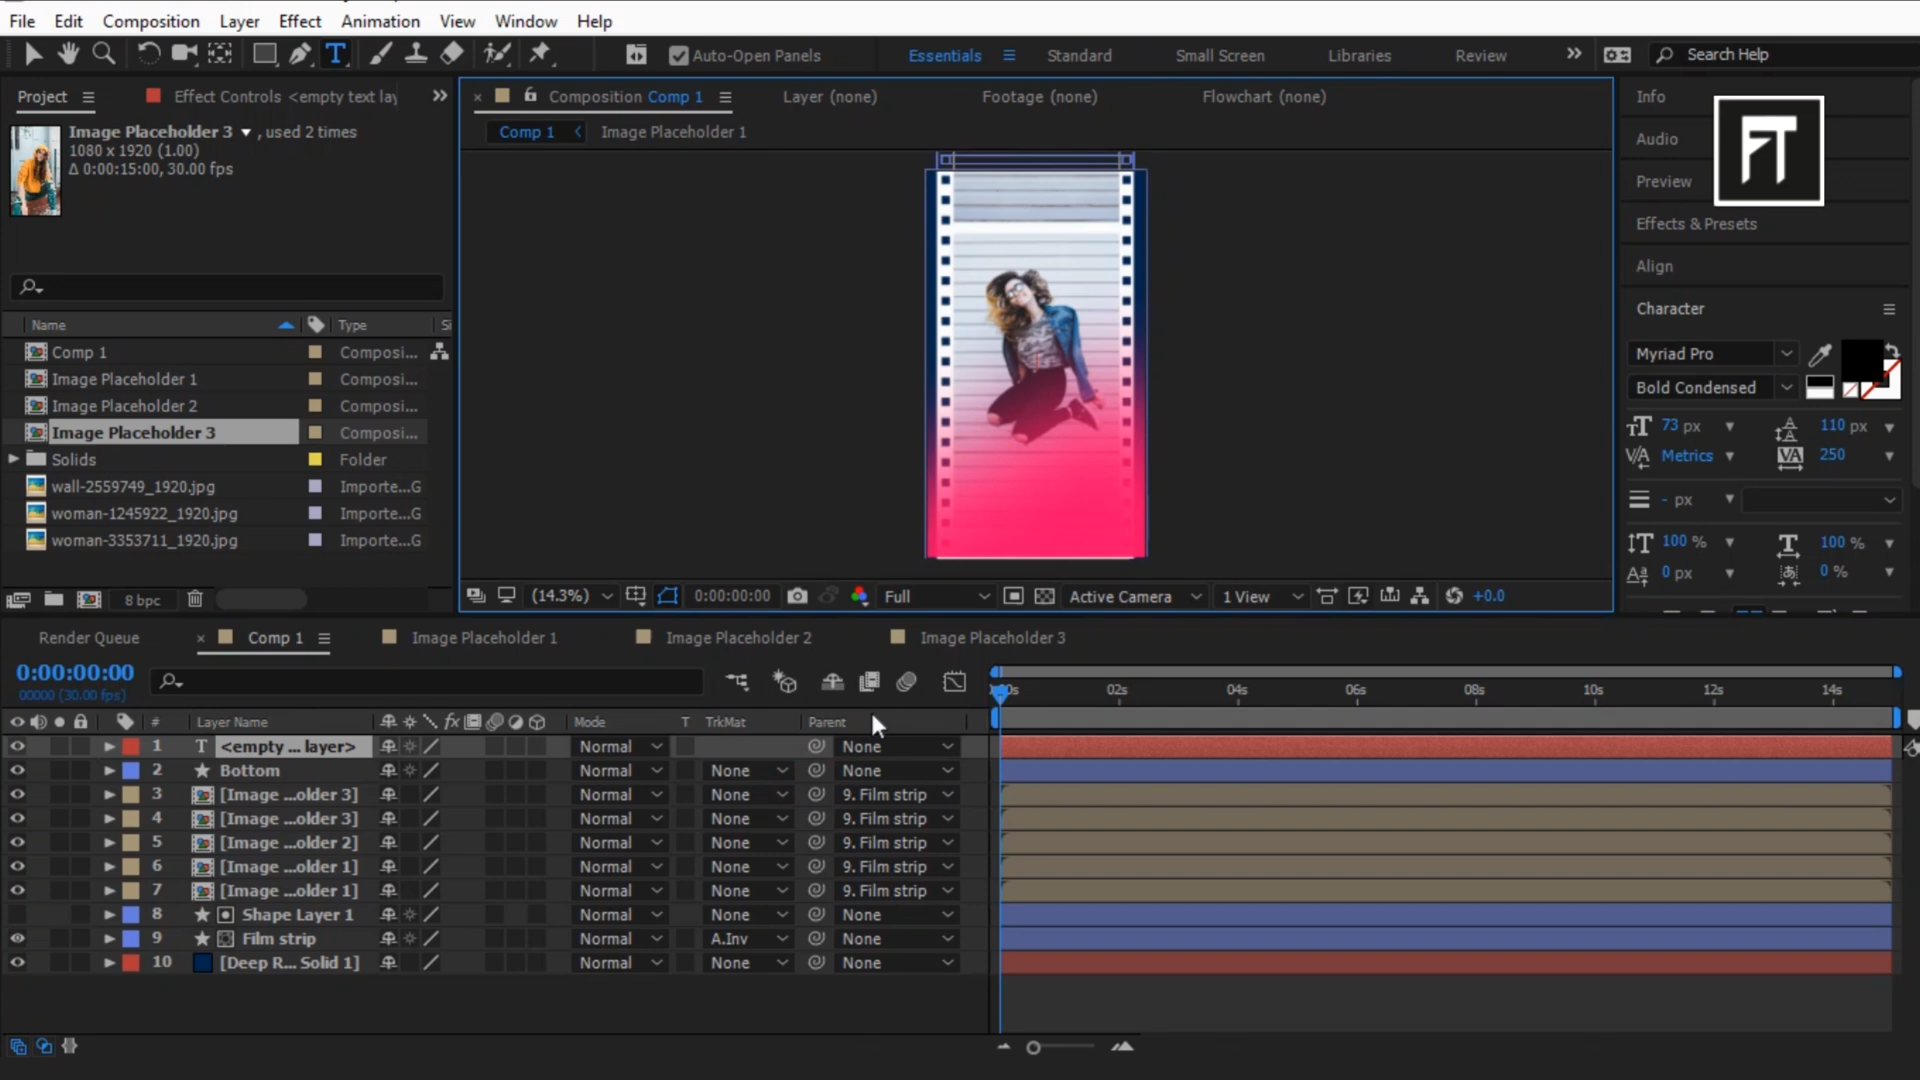 File Edit Composition Layer Effect Animation View Window Help
T Auto-Open Panels Essentials Standard Small Screen Libraries Review Search Help
Project Effect Controls <empty text lay
Composition Comp 1 Layer (none) Footage (none) Flowchart (none)
Comp 1 Image Placeholder 1
Image Placeholder 3 , used 2 times
1080 x 1920 (1.00)
Δ 0:00:15:00, 30.00 fps
Name Type Si
Comp 1 Composi...
Image Placeholder 1 Composi...
Image Placeholder 2 Composi...
Image Placeholder 3 Composi...
Solids Folder
wall-2559749_1920.jpg Importe...G
woman-1245922_1920.jpg Importe...G
woman-3353711_1920.jpg Importe...G
8 bpc
(14.3%) 0:00:00:00 Full Active Camera 1 View +0.0
Info
Audio
Preview
FT
Effects & Presets
Align
Character
Myriad Pro
Bold Condensed
73 px 110 px
Metrics 250
- px
100 % 100 %
0 px 0 %
Render Queue Comp 1 Image Placeholder 1 Image Placeholder 2 Image Placeholder 3
0:00:00:00
00000 (30.00 fps)
02s 04s 06s 08s 10s 12s 14s
# Layer Name fx Mode T TrkMat Parent
1 T <empty ... layer> Normal None
2 Bottom Normal None None
3 [Image ...older 3] Normal None 9. Film strip
4 [Image ...older 3] Normal None 9. Film strip
5 [Image ...older 2] Normal None 9. Film strip
6 [Image ...older 1] Normal None 9. Film strip
7 [Image ...older 1] Normal None 9. Film strip
8 Shape Layer 1 Normal None None
9 Film strip Normal A.Inv None
10 [Deep R... Solid 1] Normal None None